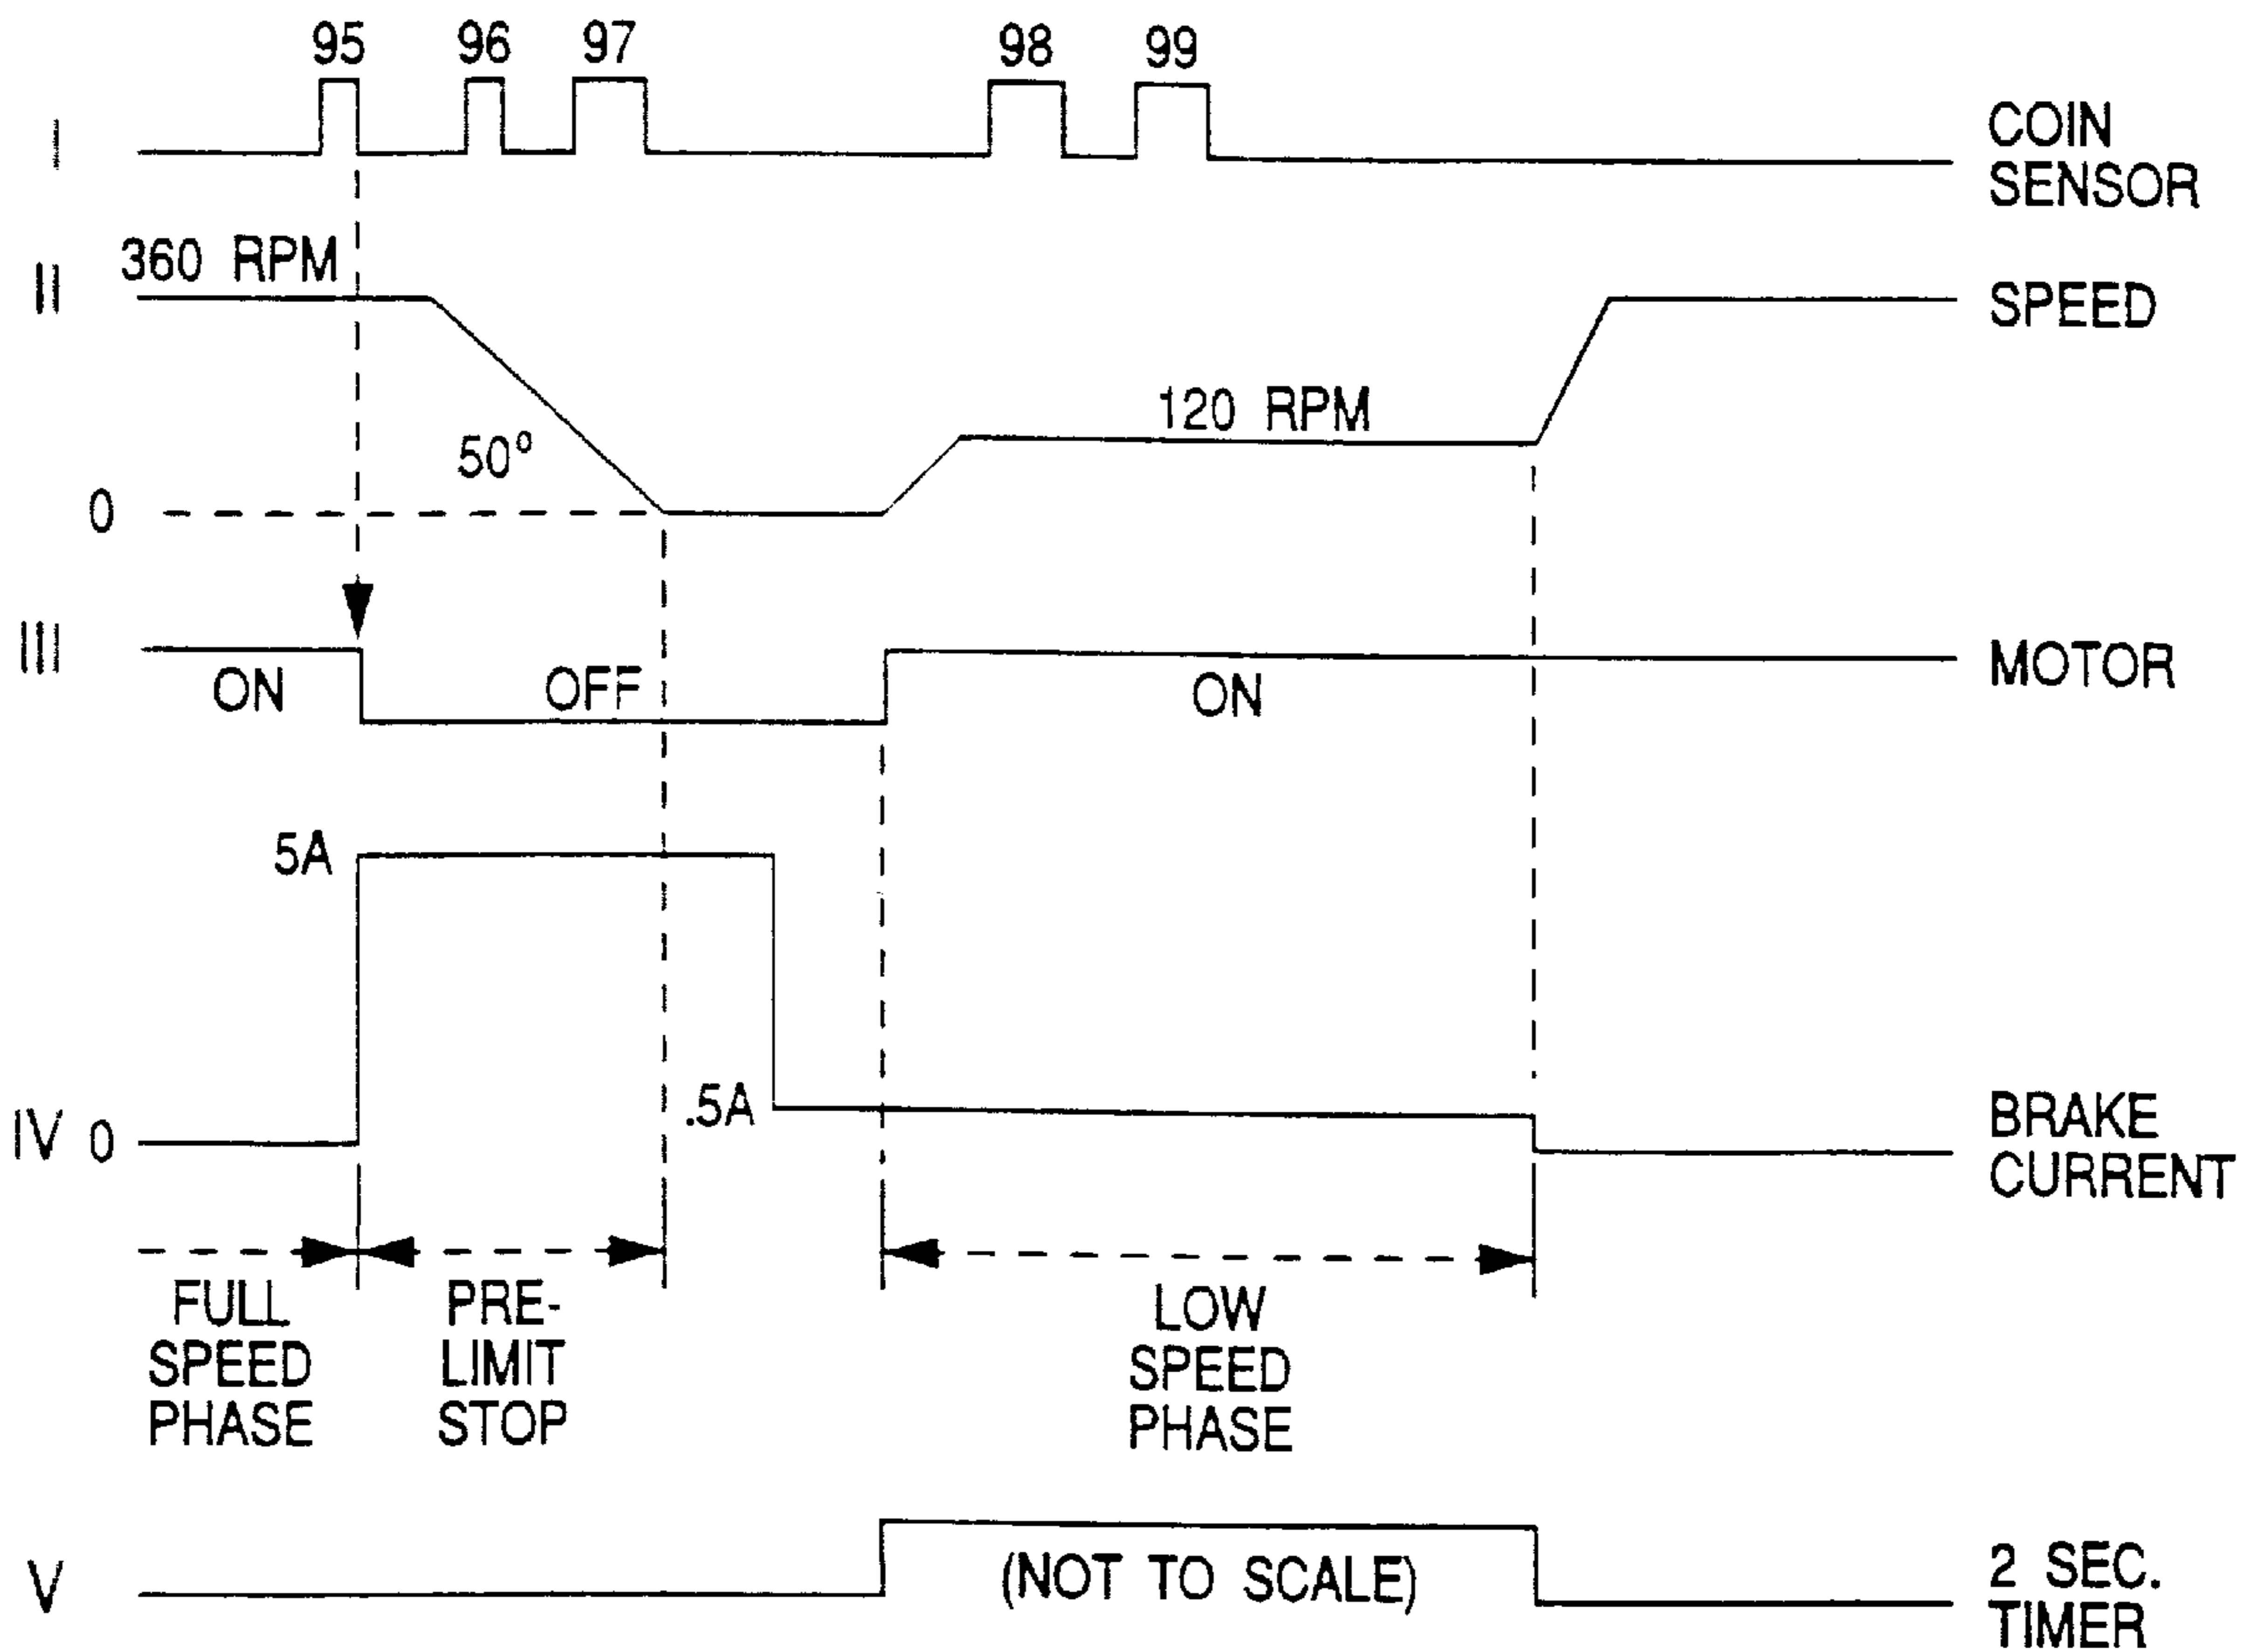 95 96 97 98 99
I
COIN
SENSOR
360 RPM
II
SPEED
120 RPM
50°
0
III
ON OFF ON
MOTOR
5A
.5A
IV 0
BRAKE
CURRENT
FULL
SPEED
PHASE
PRE-
LIMIT
STOP
LOW
SPEED
PHASE
V
(NOT TO SCALE)
2 SEC.
TIMER